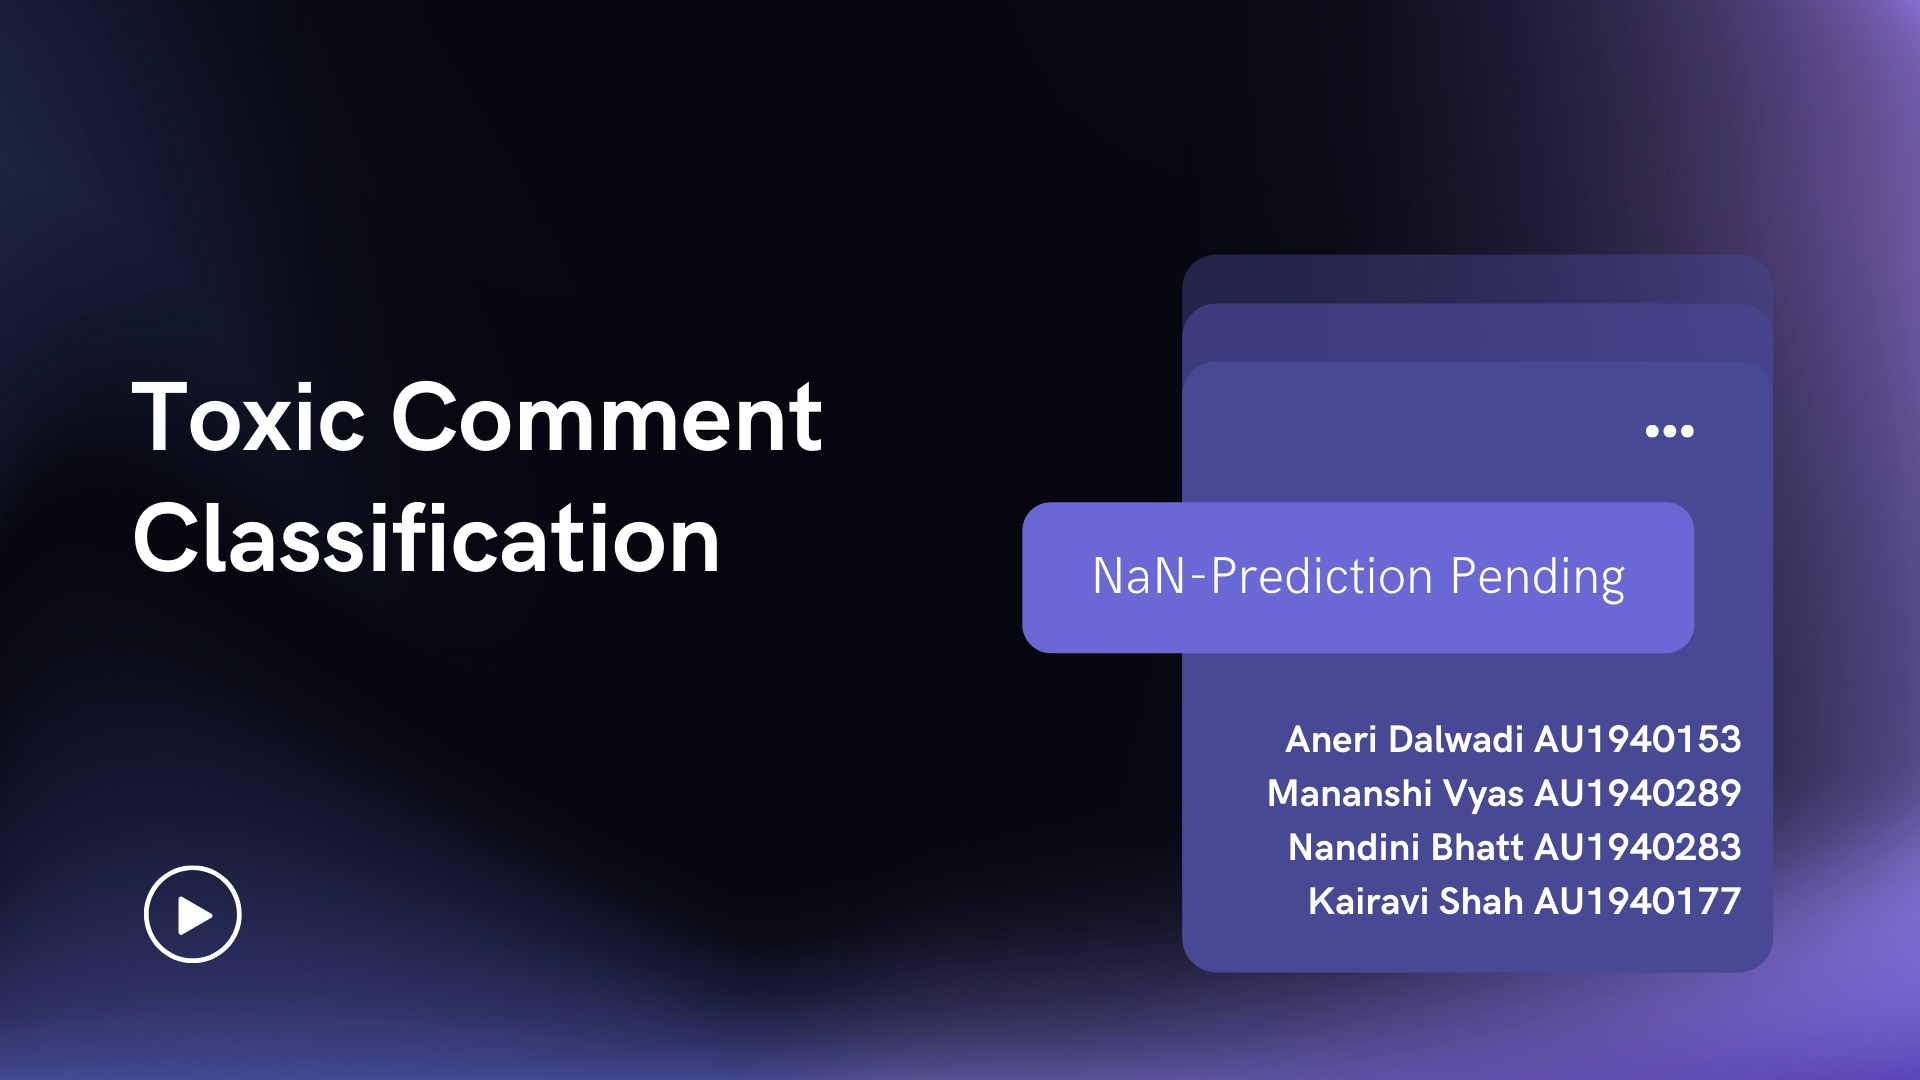 Toxic Comment
Classification
NaN-Prediction Pending
Aneri Dalwadi AU1940153
Mananshi Vyas AU1940289
Nandini Bhatt AU1940283
Kairavi Shah AU1940177